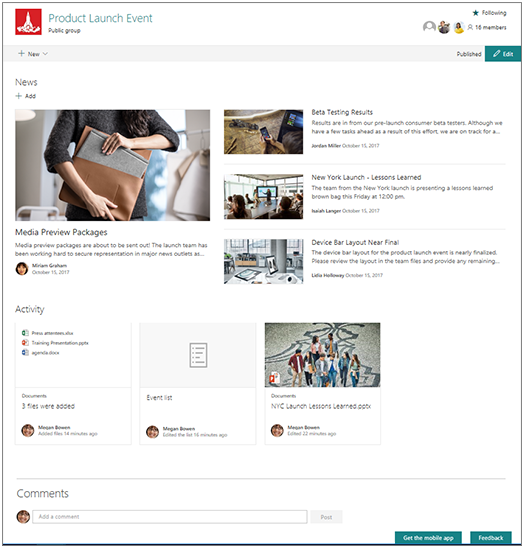 Product Launch Event
Public group
Following
16 members
New
Published
Edit
News
Add
Media Preview Packages
Media preview packages are about to be sent out! The launch team has
been working hard to secure representation in major news outlets as...
Miriam Graham
October 15, 2017
Beta Testing Results
Results are in from our pre-launch consumer beta testers. Although we
have a few tasks ahead as a result of this effort, we are on track for a...
Jordan Miller October 15, 2017
New York Launch - Lessons Learned
The team from the New York launch is presenting a lessons learned
brown bag this Friday at 12:00 pm.
Isaiah Langer October 15, 2017
Device Bar Layout Near Final
The device bar layout for the product launch event is nearly finalized.
Please review the layout in the team files and provide any remaining...
Lidia Holloway October 15, 2017
Activity
Press attentees.xlsx
Training Presentation.pptx
agenda.docx
Documents
3 files were added
Megan Bowen
Added files 14 minutes ago
Event list
Megan Bowen
Edited the list 16 minutes ago
Documents
NYC Launch Lessons Learned.pptx
Megan Bowen
Edited 22 minutes ago
Comments
Add a comment
Post
Get the mobile app
Feedback